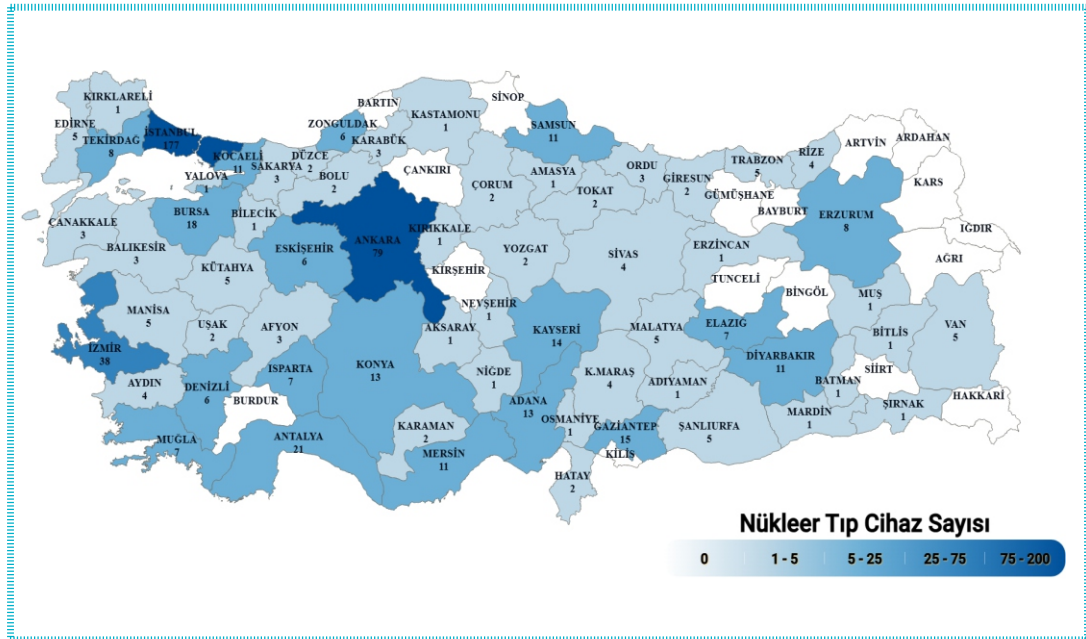 KIRKLARELİ
1
EDİRNE
5
TEKİRDAĞ
8
İSTANBUL
177
KOCAELİ
11
YALOVA
1
SAKARYA
3
DÜZCE
2
BOLU
2
ZONGULDAK
6
BARTIN
KARABÜK
3
KASTAMONU
1
SİNOP
ÇANKIRI
SAMSUN
11
AMASYA
1
ÇORUM
2
TOKAT
2
ORDU
3
GİRESUN
2
TRABZON
5
RİZE
4
ARTVİN
ARDAHAN
KARS
GÜMÜŞHANE
BAYBURT
ERZURUM
8
IĞDIR
AĞRI
ÇANAKKALE
3
BALIKESİR
3
BURSA
18
BİLECİK
1
ESKİŞEHİR
6
KÜTAHYA
5
ANKARA
79
KIRIKKALE
1
KIRŞEHİR
YOZGAT
2
SİVAS
4
ERZİNCAN
1
TUNCELİ
BİNGÖL
MUŞ
1
BİTLİS
1
VAN
5
MANİSA
5
UŞAK
2
AFYON
3
İZMİR
38
AYDIN
4
DENİZLİ
6
ISPARTA
7
BURDUR
MUĞLA
7
ANTALYA
21
KONYA
13
AKSARAY
1
NEVŞEHİR
1
NİĞDE
1
KAYSERİ
14
KARAMAN
2
MERSİN
11
ADANA
13
OSMANİYE
1
K.MARAŞ
4
MALATYA
5
ADIYAMAN
1
ELAZIĞ
7
DİYARBAKIR
11
GAZİANTEP
15
KİLİS
HATAY
2
ŞANLIURFA
5
MARDİN
1
BATMAN
1
SİİRT
ŞIRNAK
1
HAKKARİ
Nükleer Tıp Cihaz Sayısı
0
1 - 5
5 - 25
25 - 75
75 - 200